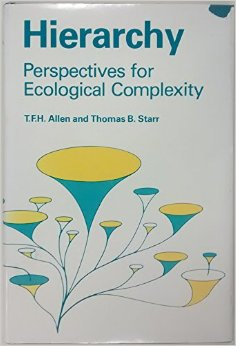 Hierarchy
Perspectives for
Ecological Complexity
T.F.H. Allen and Thomas B. Starr